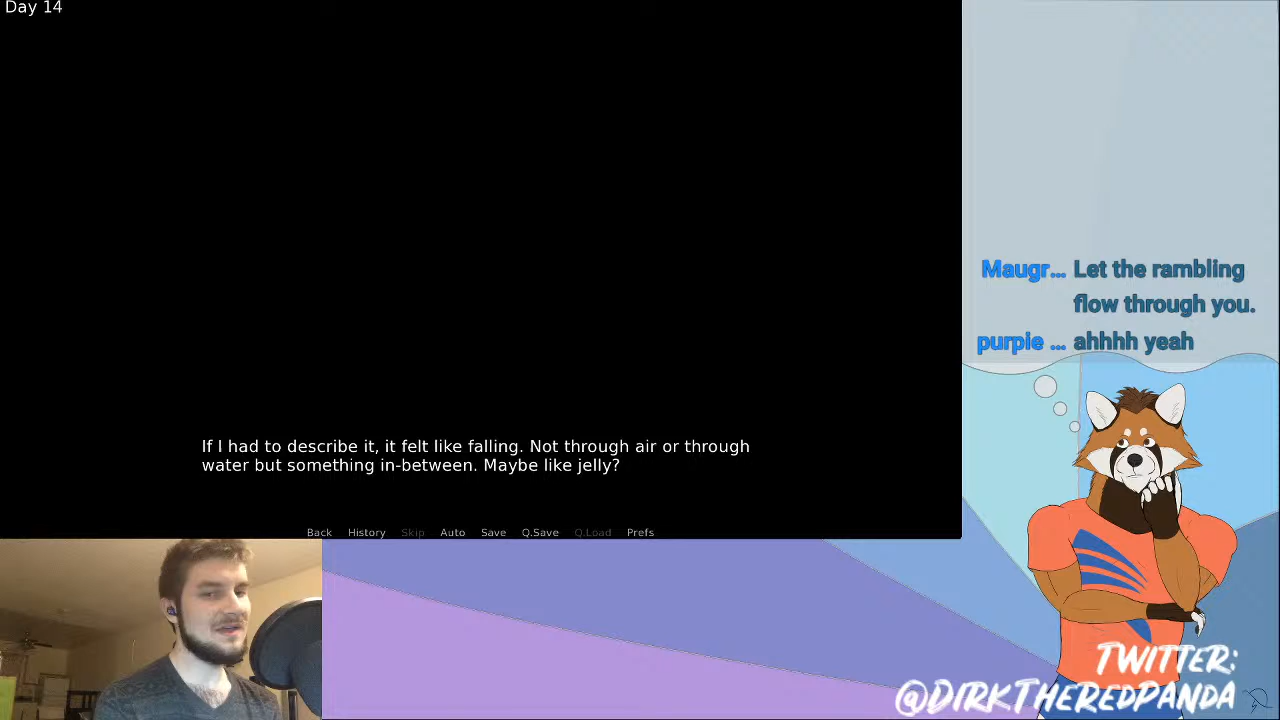 Day 14
If I had to describe it, it felt like falling. Not through air or through
water but something in-between. Maybe like jelly?
Back History Skip Auto Save Q.Save Q.Load Prefs
Maugr... Let the rambling
flow through you.
purpie ... ahhhh yeah
TWITTER:
@DIRKTHEREDPANDA